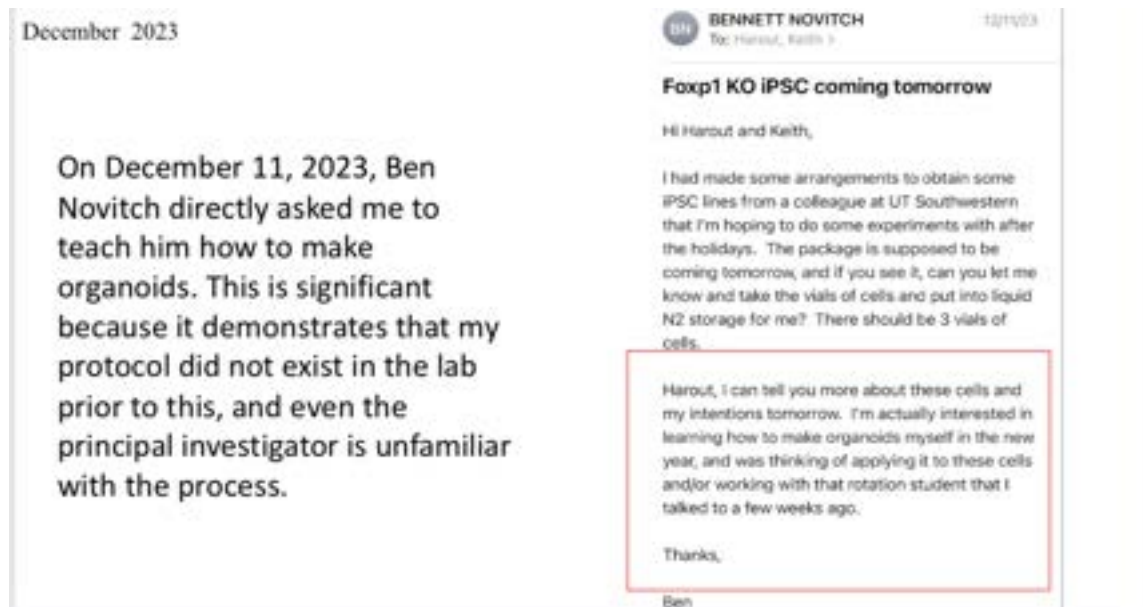 December 2023
On December 11, 2023, Ben
Novitch directly asked me to
teach him how to make
organoids. This is significant
because it demonstrates that my
protocol did not exist in the lab
prior to this, and even the
principal investigator is unfamiliar
with the process.
BN
BENNETT NOVITCH
12/11/23
To: Harout, Keith >
Foxp1 KO iPSC coming tomorrow
Hi Harout and Keith,
I had made some arrangements to obtain some
iPSC lines from a colleague at UT Southwestern
that I'm hoping to do some experiments with after
the holidays. The package is supposed to be
coming tomorrow, and if you see it, can you let me
know and take the vials of cells and put into liquid
N2 storage for me? There should be 3 vials of
cells.
Harout, I can tell you more about these cells and
my intentions tomorrow. I'm actually interested in
learning how to make organoids myself in the new
year, and was thinking of applying it to these cells
and/or working with that rotation student that I
talked to a few weeks ago.
Thanks,
Ben